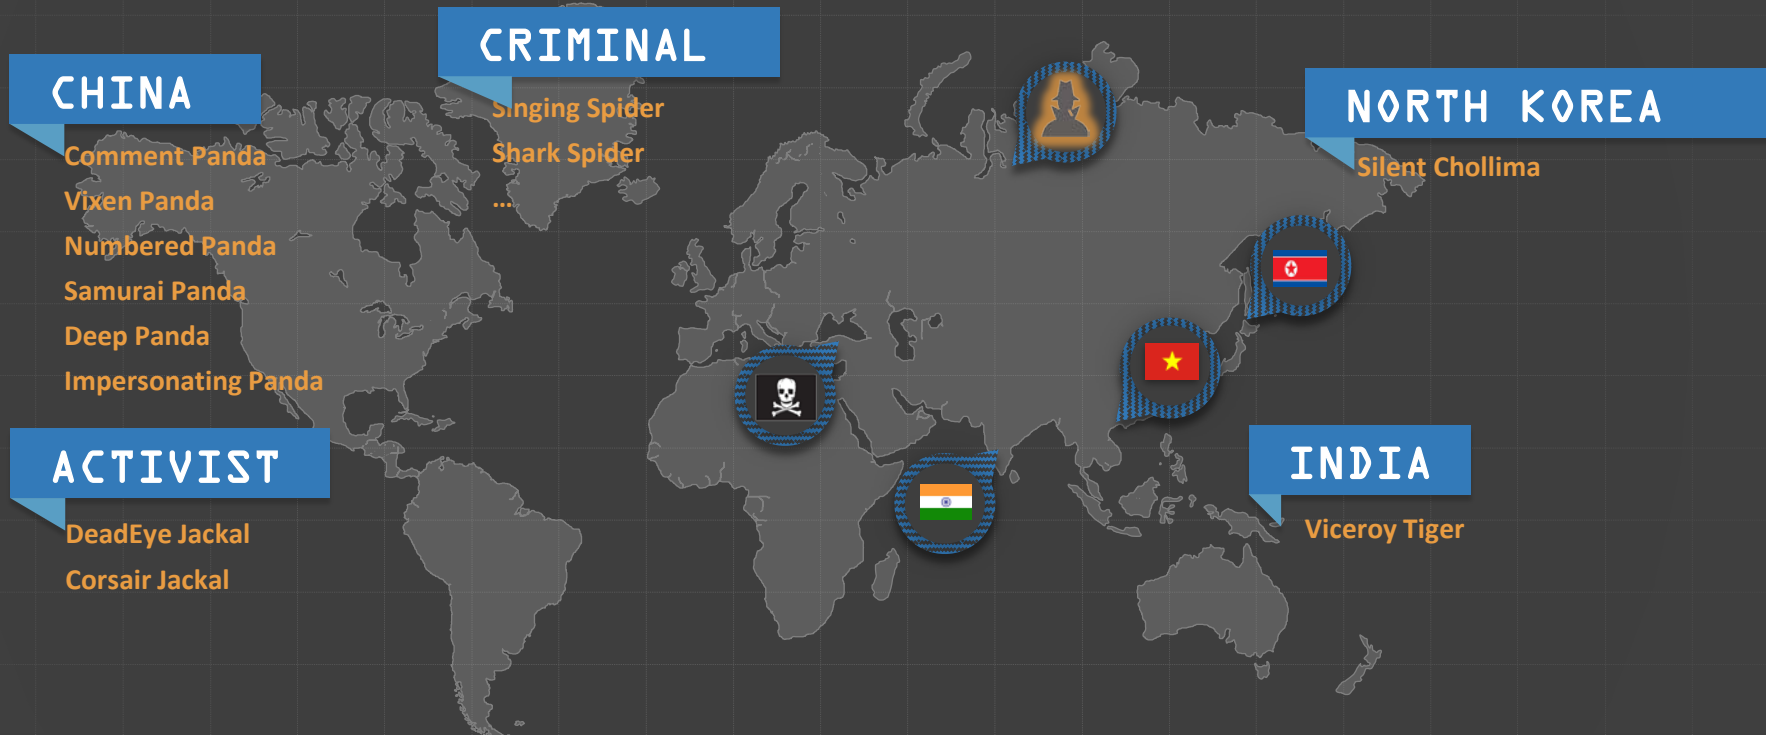 CHINA
Comment Panda
Vixen Panda
Numbered Panda
Samurai Panda
Deep Panda
Impersonating Panda
ACTIVIST
DeadEye Jackal
Corsair Jackal
CRIMINAL
Singing Spider
Shark Spider
...
NORTH KOREA
Silent Chollima
INDIA
Viceroy Tiger